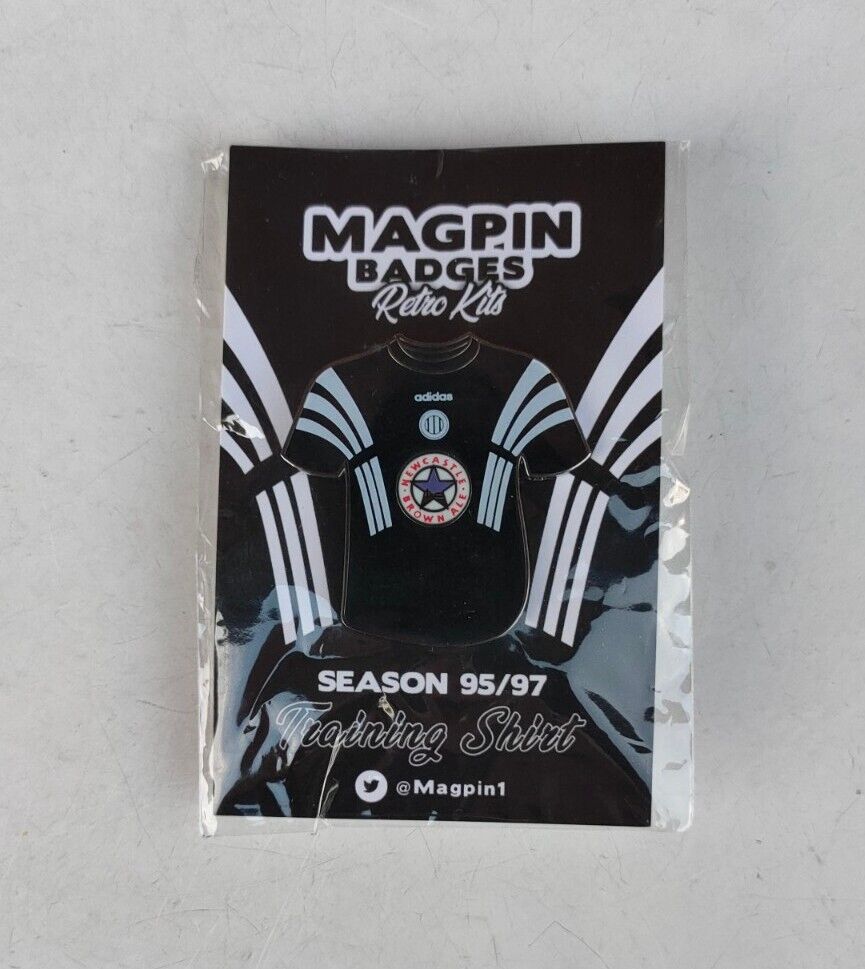 MAGPIN
BADGES
Retro Kits
adidas
NEWCASTLE
BROWN ALE
SEASON 95/97
Training Shirt
@Magpin1